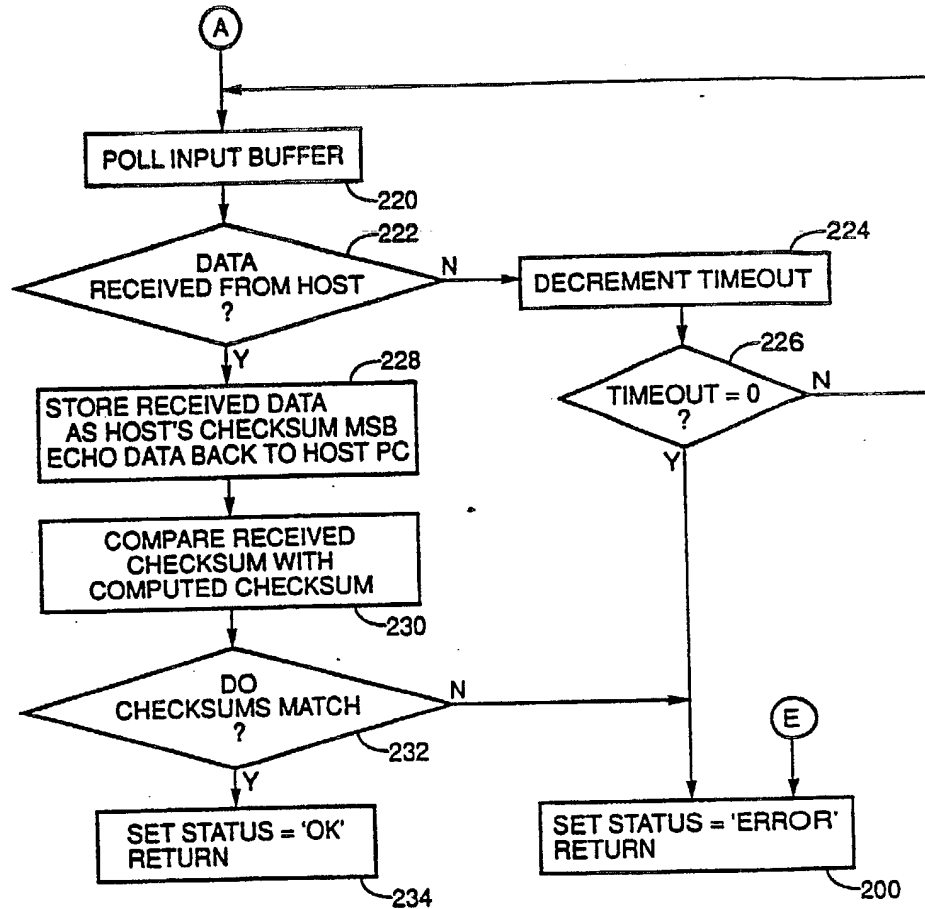 A
POLL INPUT BUFFER
220
222
DATA
RECEIVED FROM HOST
?
N
Y
224
DECREMENT TIMEOUT
226
TIMEOUT = 0
?
N
Y
228
STORE RECEIVED DATA
AS HOST'S CHECKSUM MSB
ECHO DATA BACK TO HOST PC
COMPARE RECEIVED
CHECKSUM WITH
COMPUTED CHECKSUM
230
DO
CHECKSUMS MATCH
?
N
232
Y
E
SET STATUS = 'OK'
RETURN
234
SET STATUS = 'ERROR'
RETURN
200